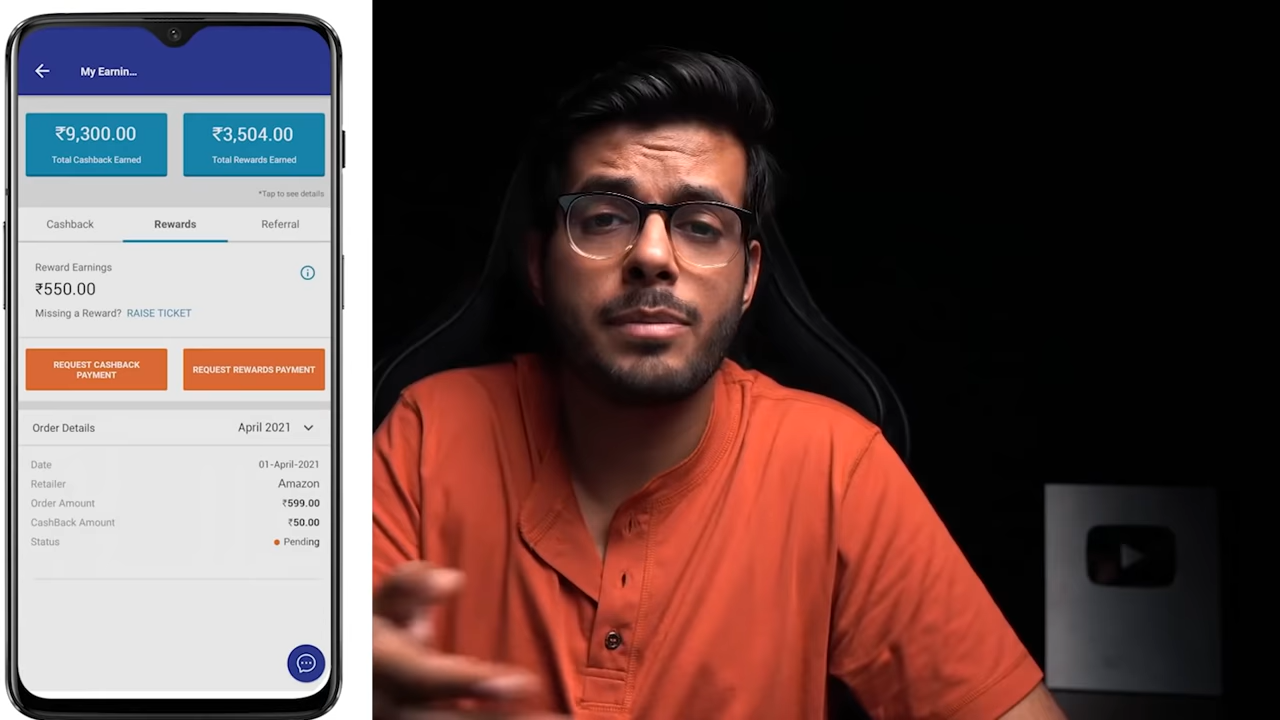 My Earnin...
₹9,300.00
Total Cashback Earned
₹3,504.00
Total Rewards Earned
*Tap to see details
Cashback Rewards Referral
Reward Earnings
₹550.00
Missing a Reward? RAISE TICKET
REQUEST CASHBACK
PAYMENT
REQUEST REWARDS PAYMENT
Order Details April 2021
Date 01-April-2021
Retailer Amazon
Order Amount ₹599.00
CashBack Amount ₹50.00
Status Pending